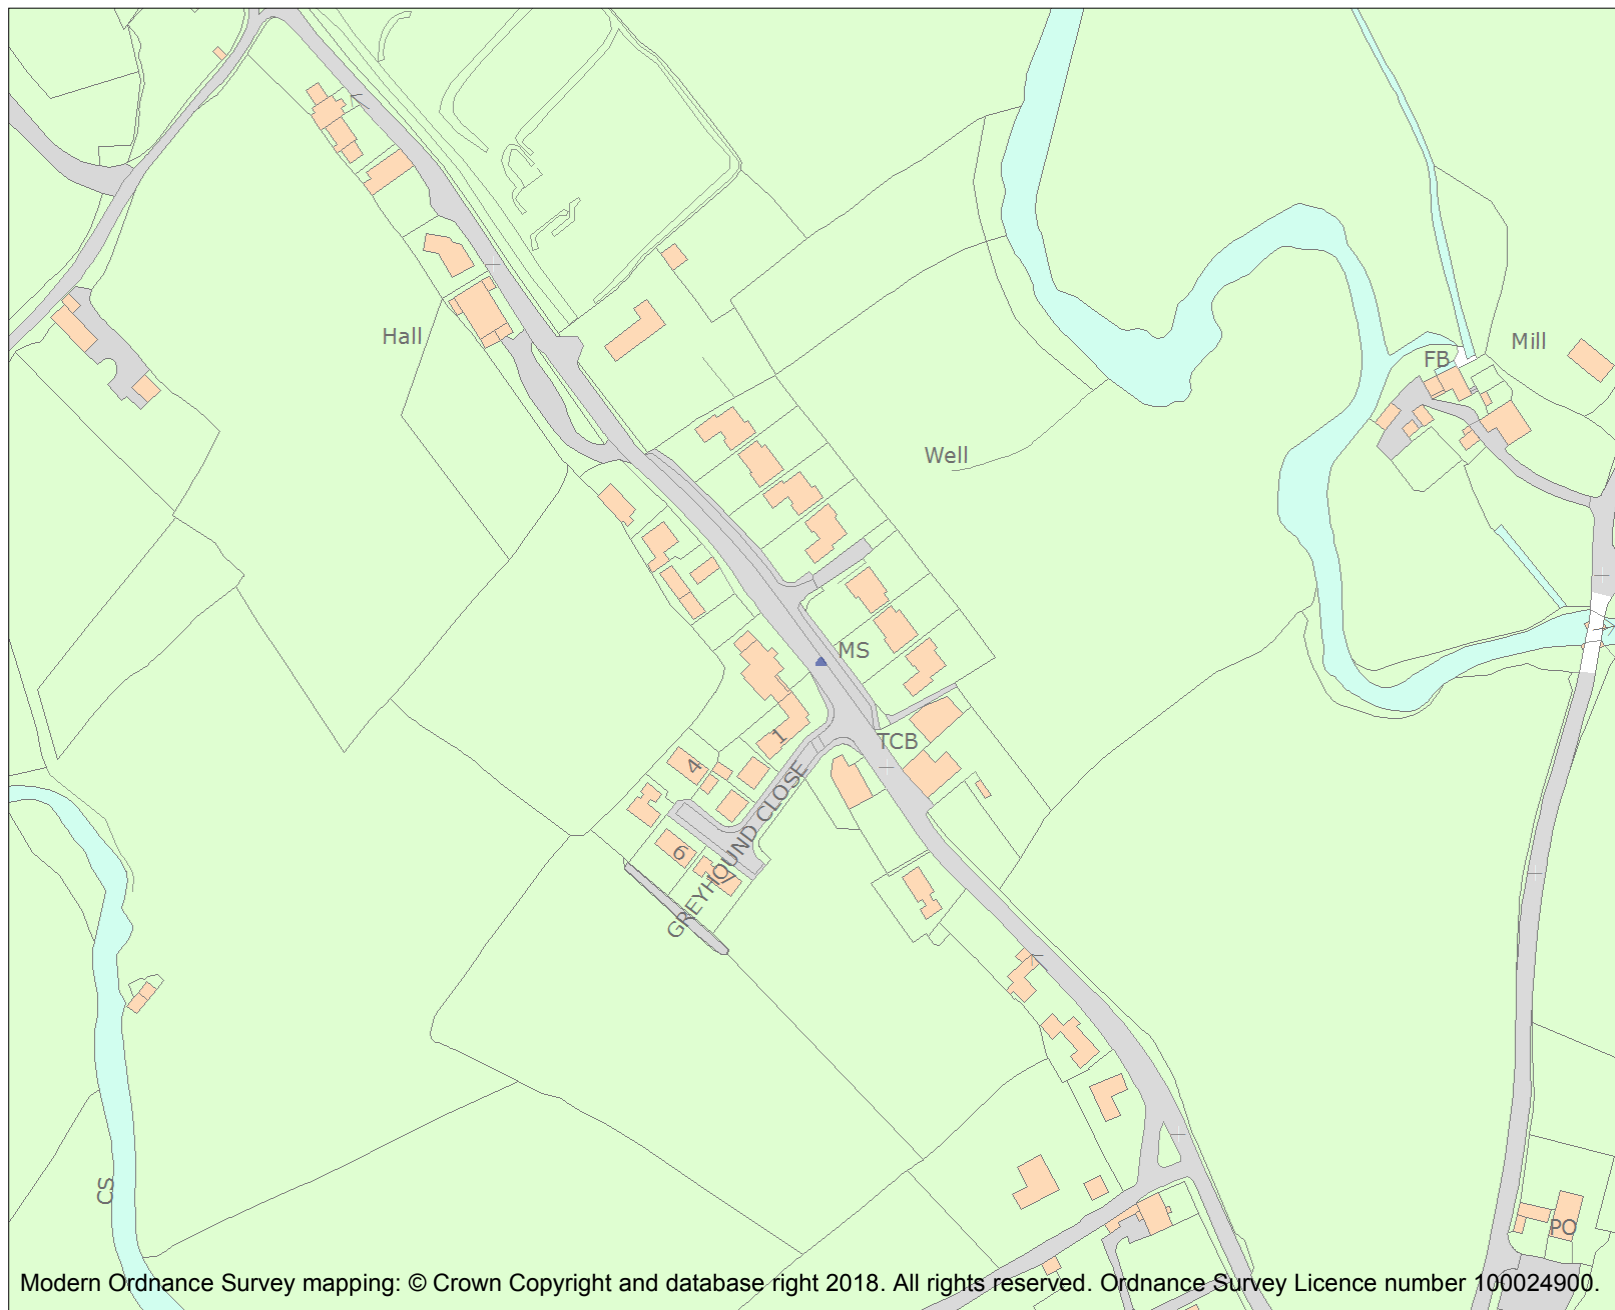 Hall
FB
Mill
Well
MS
TCB
1
4
6
7
GREYHOUND CLOSE
CS
PO
Modern Ordnance Survey mapping: © Crown Copyright and database right 2018. All rights reserved. Ordnance Survey Licence number 100024900.